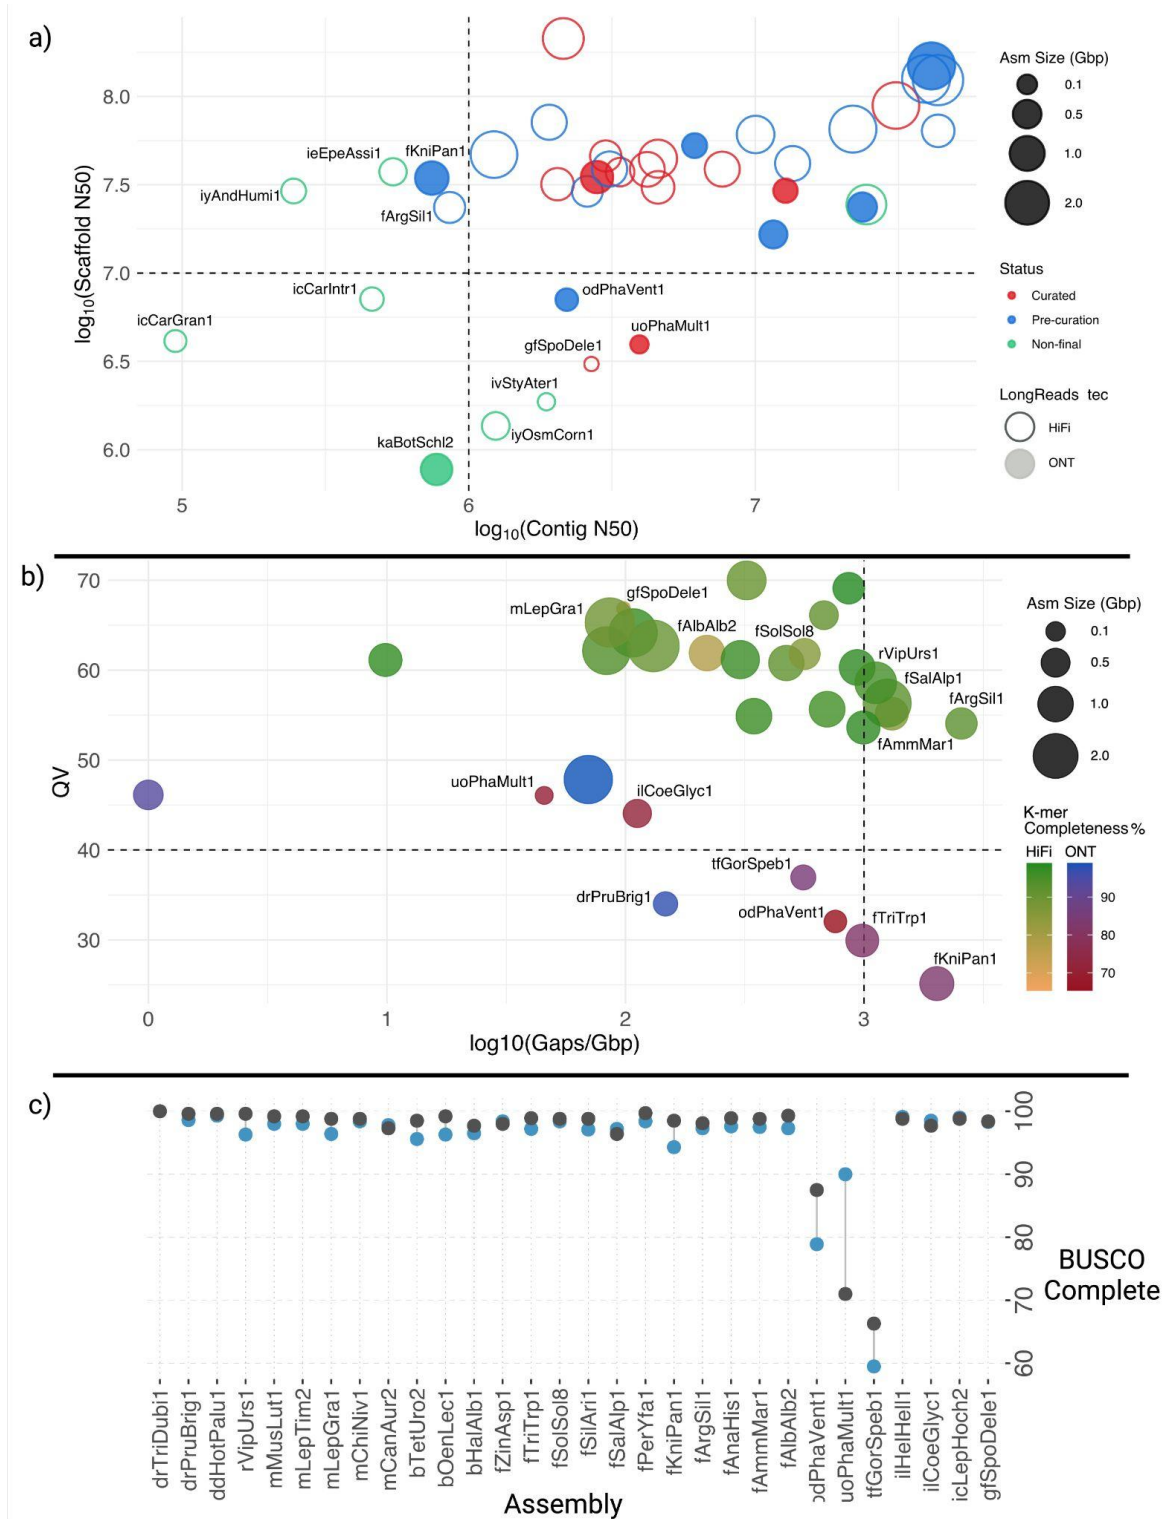 a)
log10(Scaffold N50)
8.0
7.5
7.0
6.5
6.0
5
6
7
log10(Contig N50)
ieEpeAssi1
fKniPan1
iyAndHumi1
fArgSil1
icCarIntr1
odPhaVent1
icCarGran1
uoPhaMult1
gfSpoDele1
ivStyAter1
iyOsmCorn1
kaBotSchl2
Asm Size (Gbp)
0.1
0.5
1.0
2.0
Status
Curated
Pre-curation
Non-final
LongReads tec
HiFi
ONT
b)
QV
70
60
50
40
30
0
1
2
3
log10(Gaps/Gbp)
gfSpoDele1
mLepGra1
fAlbAlb2
fSolSol8
rVipUrs1
fSalAlp1
fArgSil1
fAmmMar1
uoPhaMult1
ilCoeGlyc1
tfGorSpeb1
drPruBrig1
odPhaVent1
fTriTrp1
fKniPan1
Asm Size (Gbp)
0.1
0.5
1.0
2.0
K-mer
Completeness%
HiFi ONT
90
80
70
c)
100
90
80
70
60
BUSCO
Complete
drTriDubi1
drPruBrig1
ddHotPalu1
rVipUrs1
mMusLut1
mLepTim2
mLepGra1
mChiNiv1
mCanAur2
bTetUro2
bOenLec1
bHalAlb1
fZinAsp1
fTriTrp1
fSolSol8
fSilAri1
fSalAlp1
fPerYfa1
fKniPan1
fArgSil1
fAnaHis1
fAmmMar1
fAlbAlb2
odPhaVent1
uoPhaMult1
tfGorSpeb1
ilHelHell1
ilCoeGlyc1
icLepHoch2
gfSpoDele1
Assembly